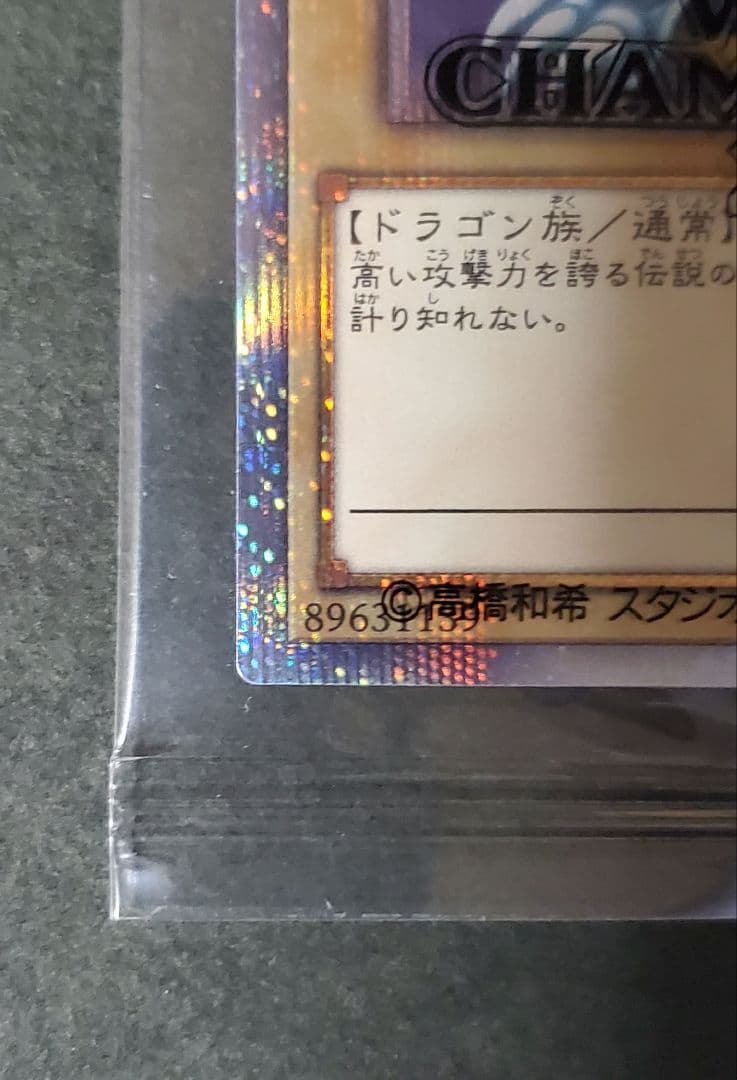 CHAM
【ドラゴン族／通常】
高い攻撃力を誇る伝説の
計り知れない。
©高橋和希 スタジオ
89631139